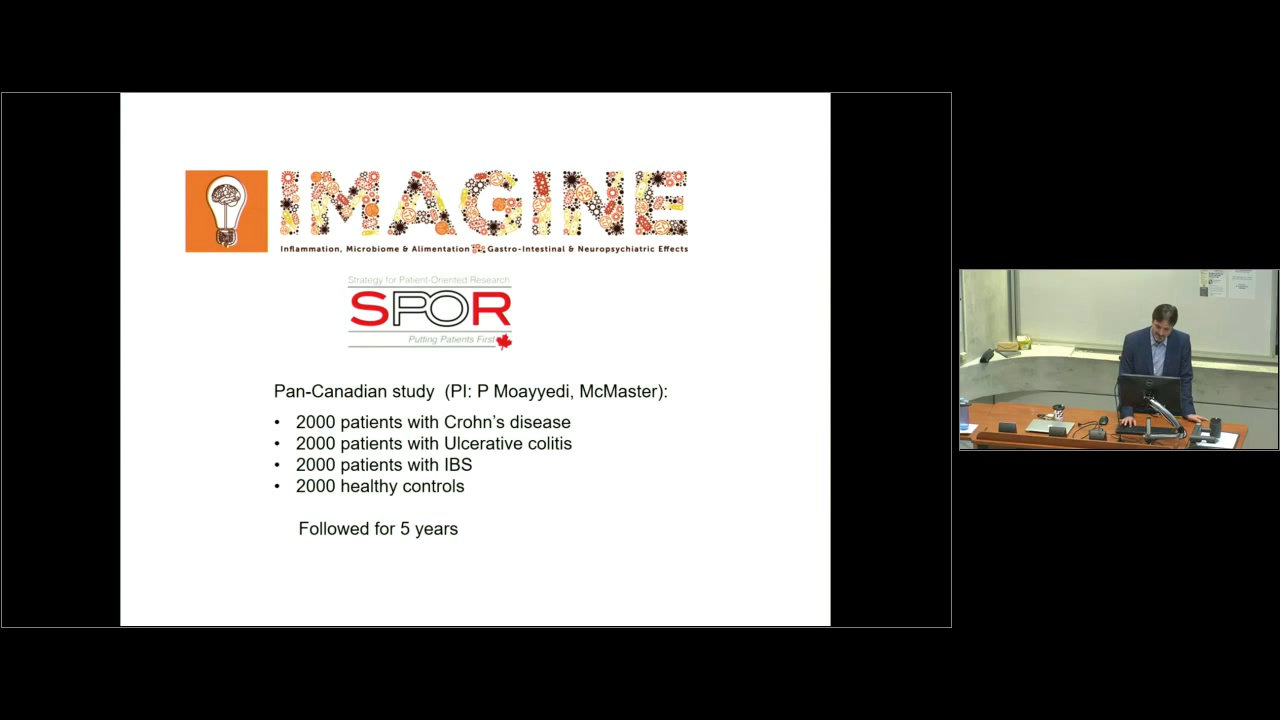 IMAGINE
Inflammation, Microbiome & Alimentation Gastro-Intestinal & Neuropsychiatric Effects
Strategy for Patient-Oriented Research
SPOR
Putting Patients First
Pan-Canadian study (PI: P Moayyedi, McMaster):
• 2000 patients with Crohn's disease
• 2000 patients with Ulcerative colitis
• 2000 patients with IBS
• 2000 healthy controls
Followed for 5 years